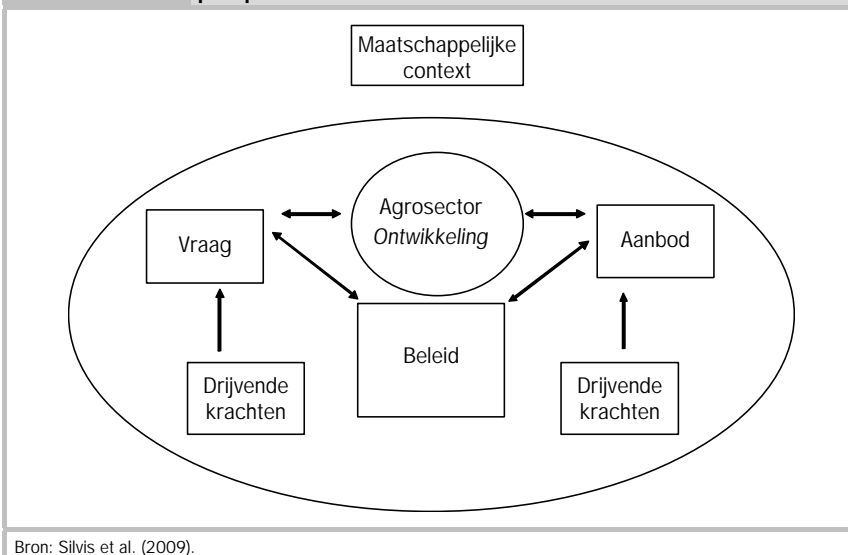 Maatschappelijke
context
Agrosector
Ontwikkeling
Vraag
Aanbod
Beleid
Drijvende
krachten
Drijvende
krachten
Bron: Silvis et al. (2009).